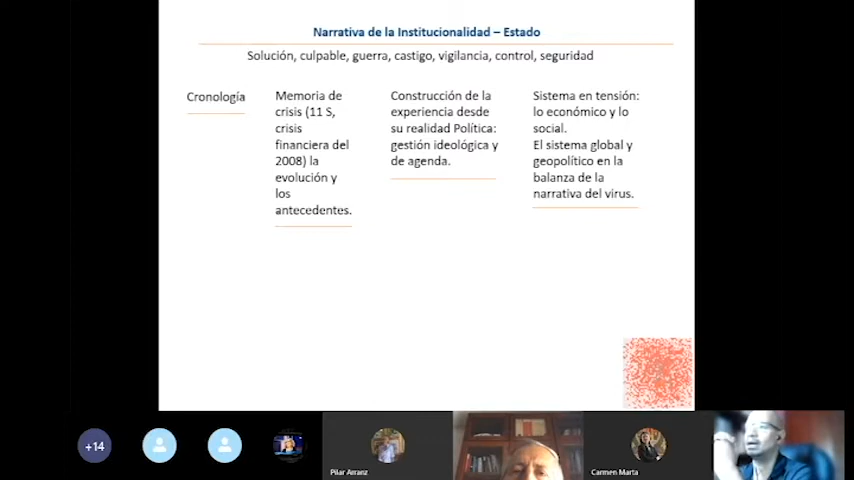 Narrativa de la Institucionalidad – Estado
Solución, culpable, guerra, castigo, vigilancia, control, seguridad
Cronología
Memoria de
crisis (11 S,
crisis
financiera del
2008) la
evolución y
los
antecedentes.
Construcción de la
experiencia desde
su realidad Política:
gestión ideológica y
de agenda.
Sistema en tensión:
lo económico y lo
social.
El sistema global y
geopolítico en la
balanza de la
narrativa del virus.
+14
Pilar Arranz
Carmen Marta